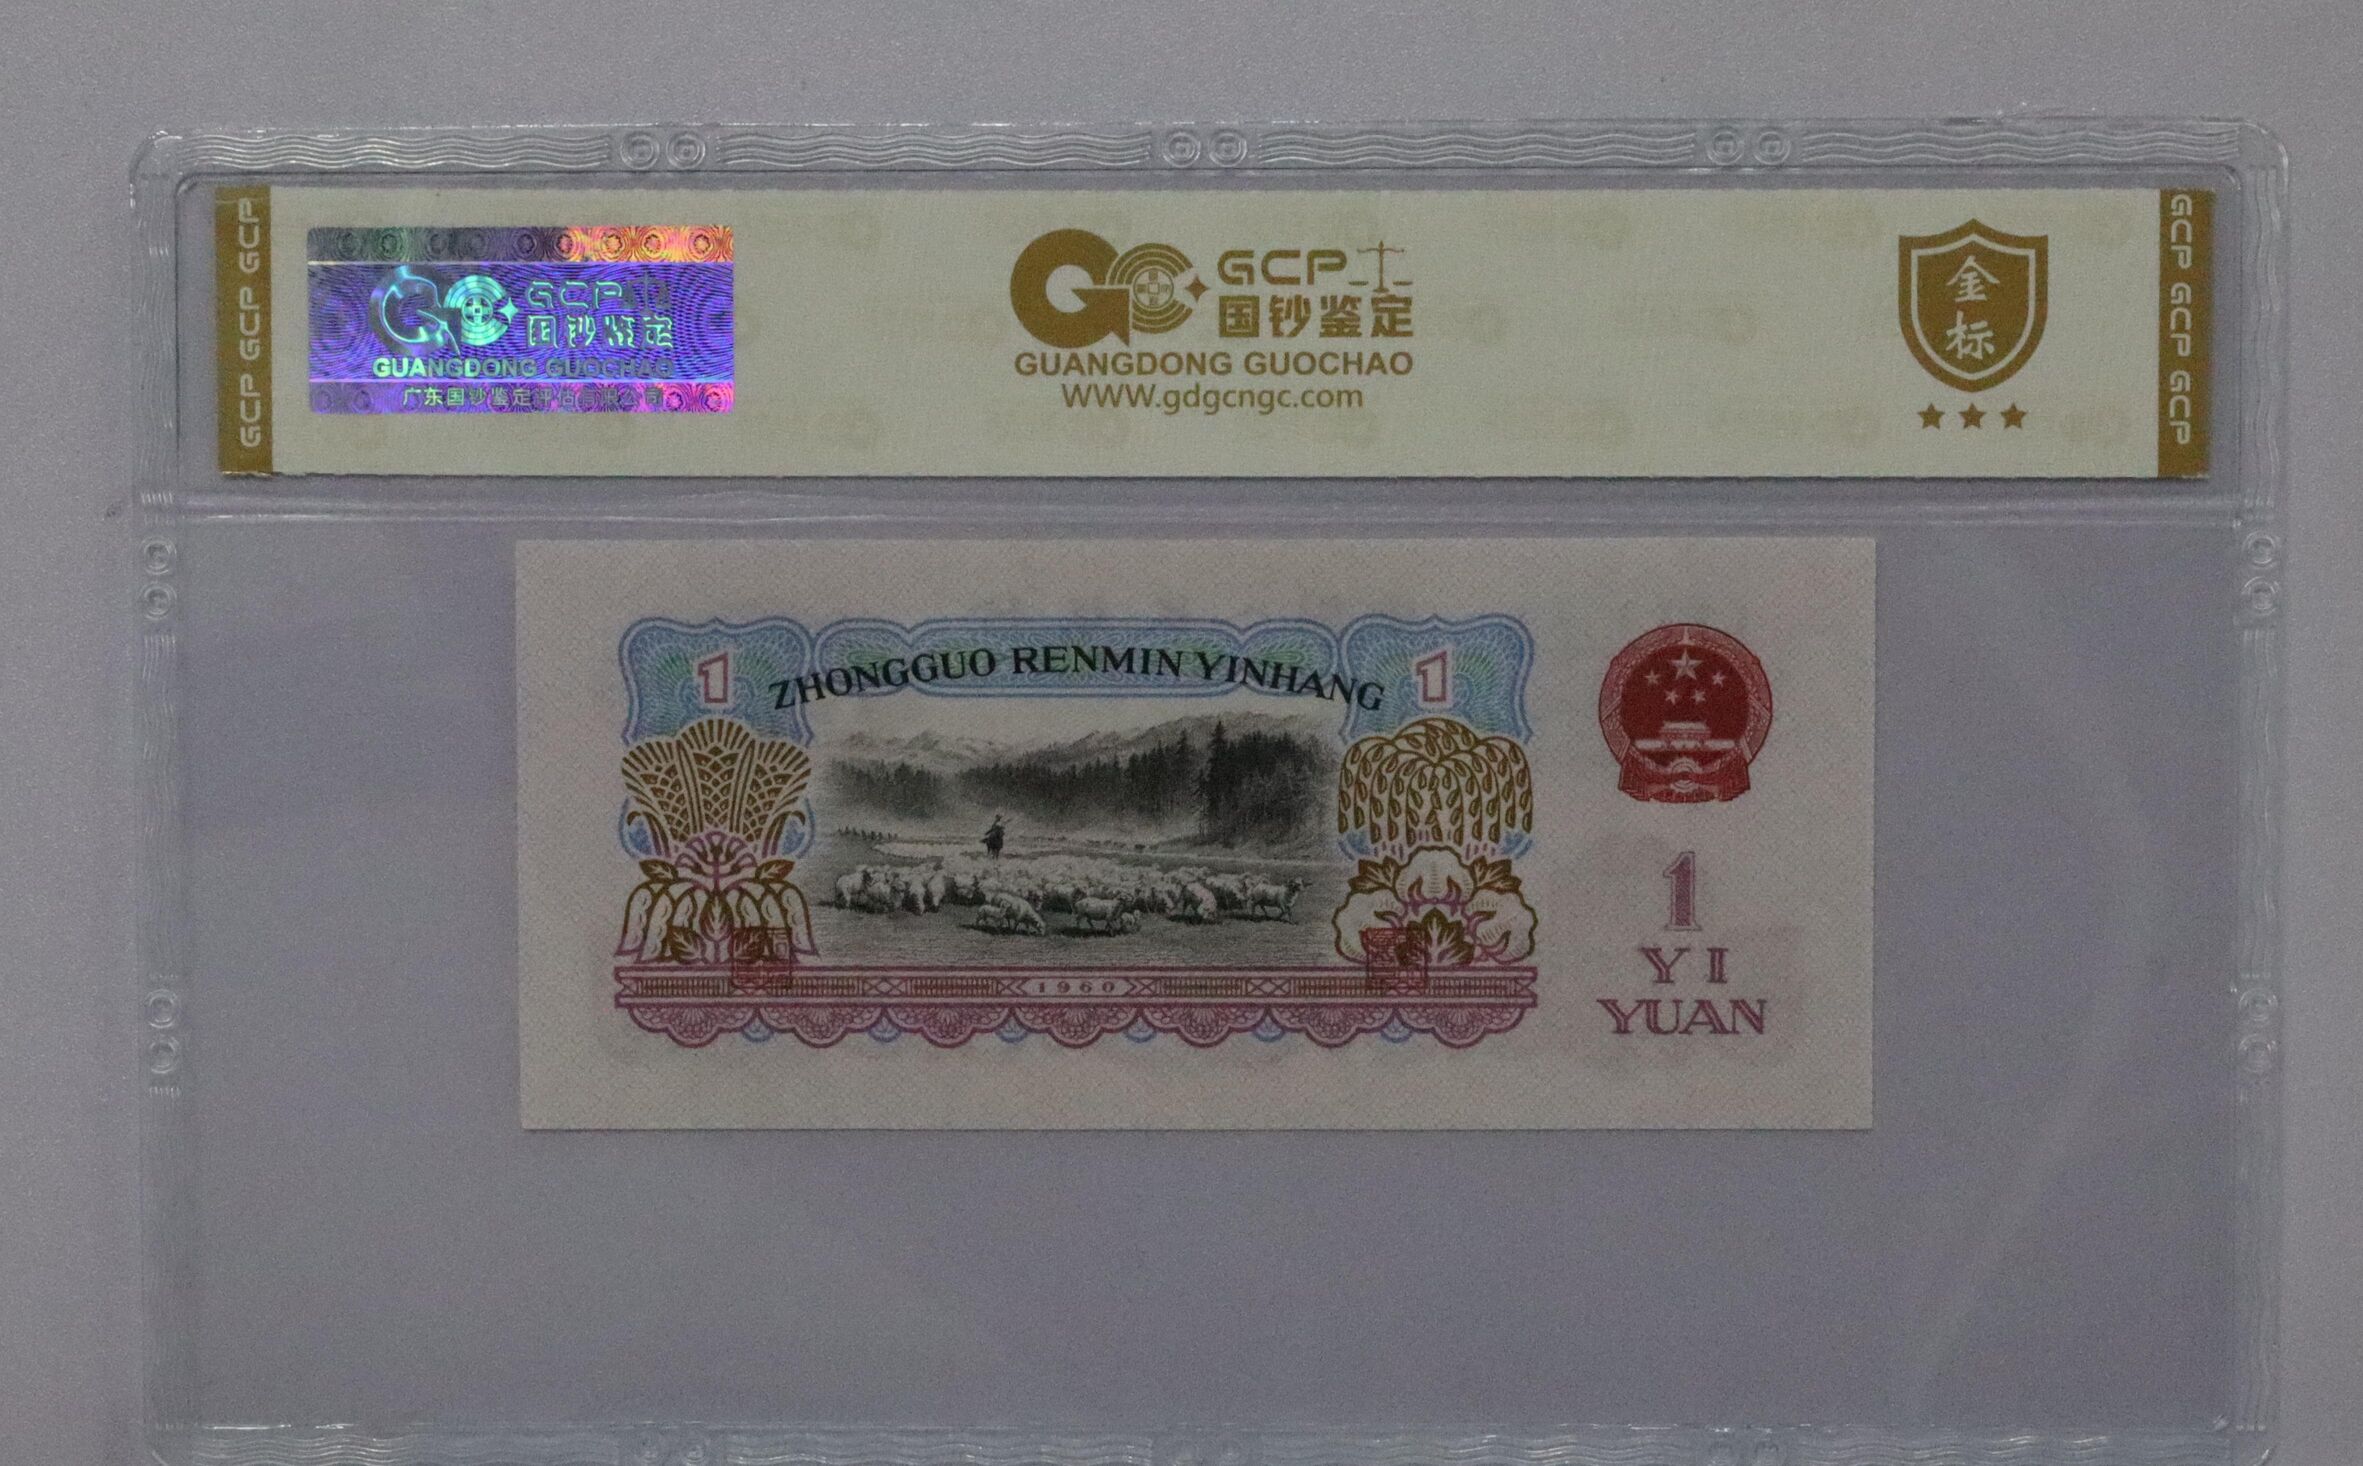 GCP GCP GCP
GCP
国钞鉴定
GUANGDONG GUOCHAO
广东国钞鉴定评估有限公司
GCP
国钞鉴定
GUANGDONG GUOCHAO
WWW.gdgcngc.com
金
标
GCP GCP GCP
1
ZHONGGUO RENMIN YINHANG
1
1
YI
YUAN
1960